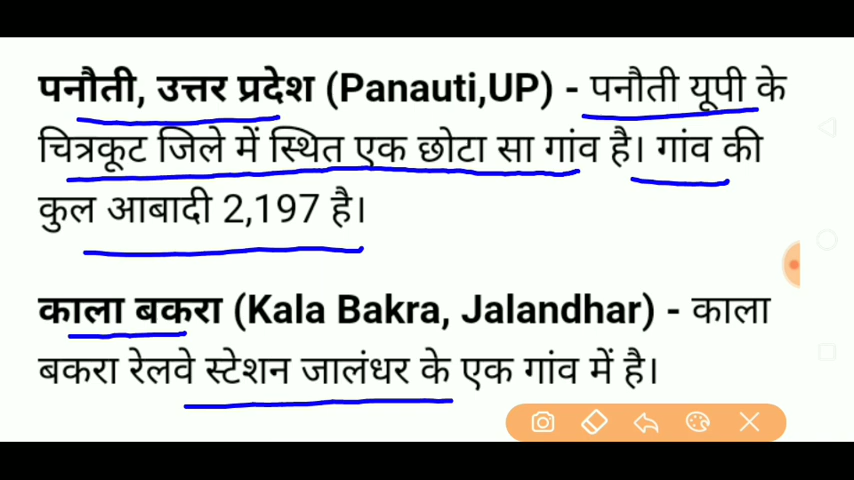 पनौती, उत्तर प्रदेश (Panauti,UP) - पनौती यूपी के
चित्रकूट जिले में स्थित एक छोटा सा गांव है। गांव की
कुल आबादी 2,197 है।
काला बकरा (Kala Bakra, Jalandhar) - काला
बकरा रेलवे स्टेशन जालंधर के एक गांव में है।